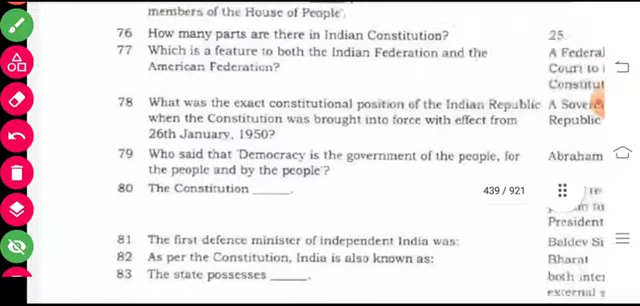 members of the House of People'.
76 How many parts are there in Indian Constitution? 25.
77 Which is a feature to both the Indian Federation and the A Federal
American Federation? Court to
Constitut
78 What was the exact constitutional position of the Indian Republic A Soverei
when the Constitution was brought into force with effect from Republic
26th January, 1950?
79 Who said that 'Democracy is the government of the people, for Abraham
the people and by the people'?
80 The Constitution ______.
439 / 921
President
81 The first defence minister of independent India was: Baldev Si
82 As per the Constitution, India is also known as: Bharat
83 The state possesses ______. both inter
external s